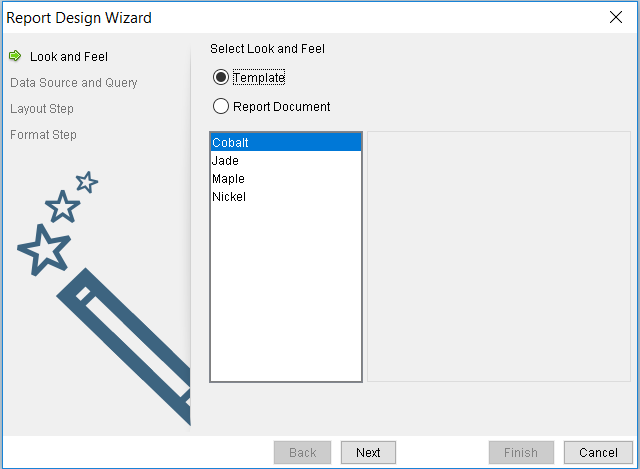 Report Design Wizard
Look and Feel
Data Source and Query
Layout Step
Format Step
Select Look and Feel
Template
Report Document
Cobalt
Jade
Maple
Nickel
Back
Next
Finish
Cancel